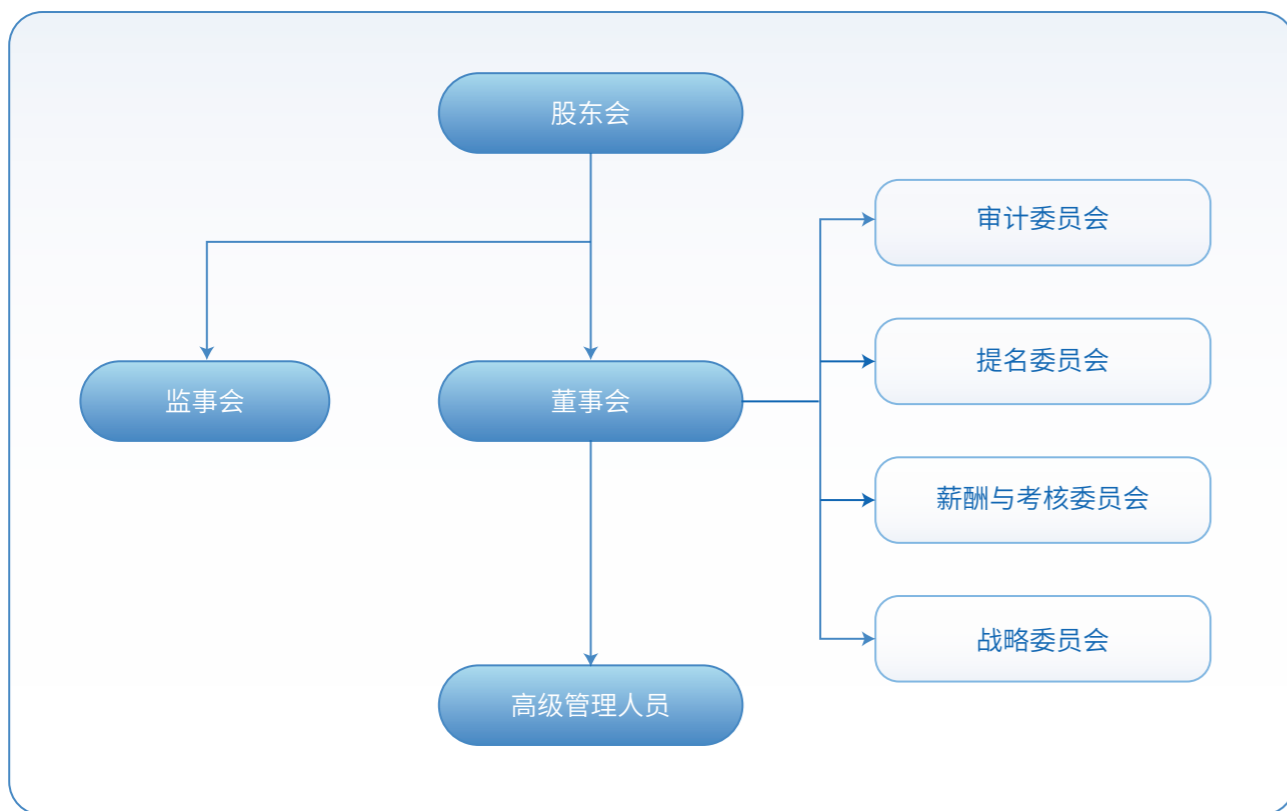 股东会
监事会
董事会
高级管理人员
审计委员会
提名委员会
薪酬与考核委员会
战略委员会